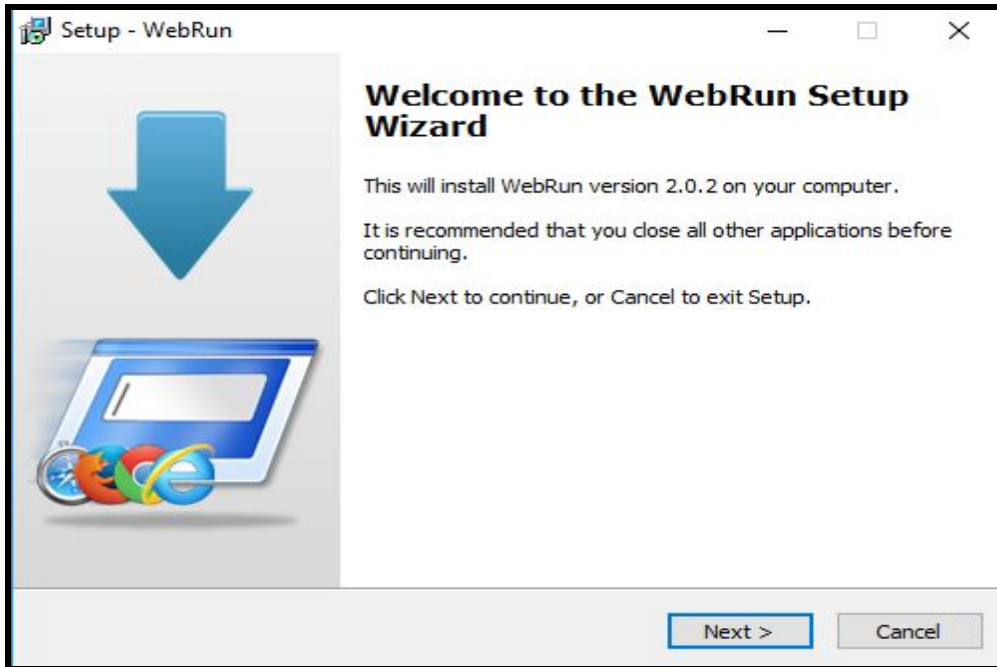 Setup - WebRun
Welcome to the WebRun Setup
Wizard
This will install WebRun version 2.0.2 on your computer.
It is recommended that you close all other applications before
continuing.
Click Next to continue, or Cancel to exit Setup.
Next >
Cancel